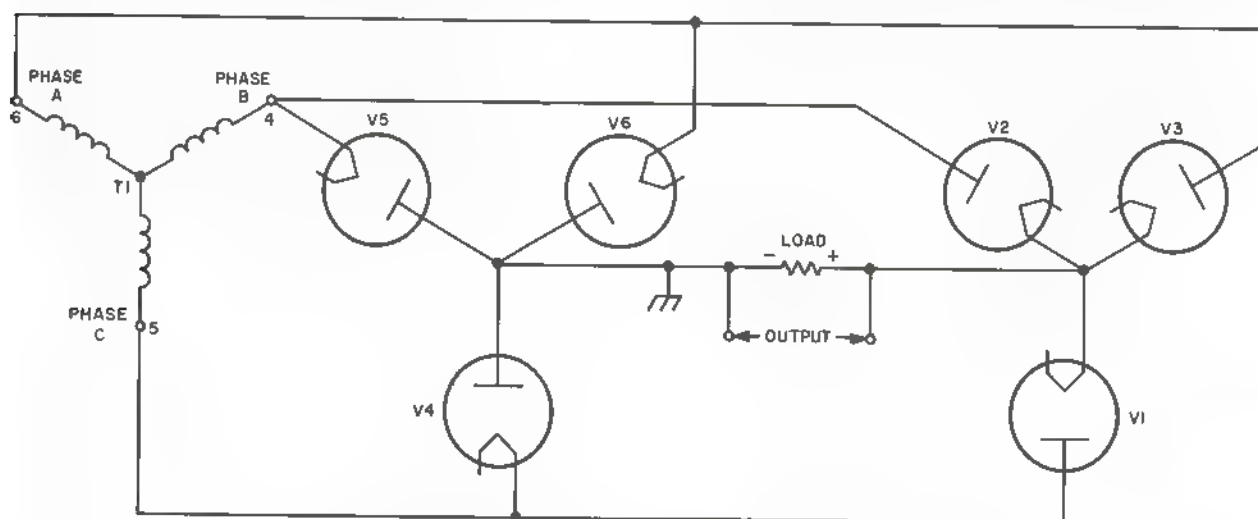 PHASE
A
6
PHASE
B
4
V5
V6
V2
V3
T1
- LOAD +
PHASE
C
5
OUTPUT
V4
V1